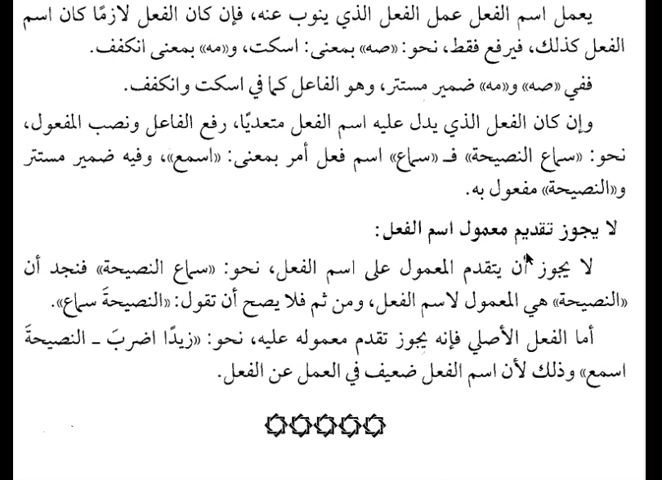 يعمل اسم الفعل عمل الفعل الذي ينوب عنه، فإن كان الفعل لازمًا كان اسم
الفعل كذلك، فيرفع فقط، نحو: «صه» بمعنى: اسكت، و«مه» بمعنى انكفف.
ففي «صه» و«مه» ضمير مستتر، وهو الفاعل كما في اسكت وانكفف.
وإن كان الفعل الذي يدل عليه اسم الفعل متعديًا، رفع الفاعل ونصب المفعول،
نحو: «سماع النصيحة» فـ «سماع» اسم فعل أمر بمعنى: «اسمع»، وفيه ضمير مستتر
و«النصيحة» مفعول به.
لا يجوز تقديم معمول اسم الفعل:
لا يجوز أن يتقدم المعمول على اسم الفعل، نحو: «سماع النصيحة» فنجد أن
«النصيحة» هي المعمول لاسم الفعل، ومن ثم فلا يصح أن تقول: «النصيحةَ سماع».
أما الفعل الأصلي فإنه يجوز تقدم معموله عليه، نحو: «زيدًا اضربَ ـ النصيحةَ
اسمع» وذلك لأن اسم الفعل ضعيف في العمل عن الفعل.